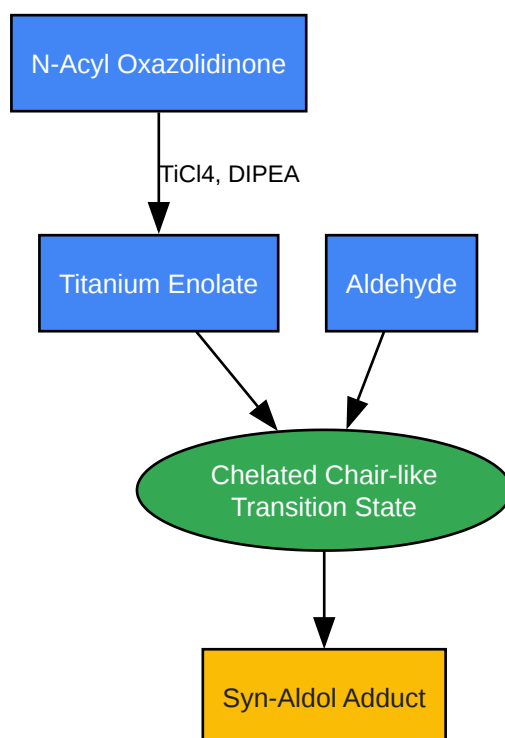 N-Acyl Oxazolidinone
TiCl4, DIPEA
Titanium Enolate
Aldehyde
Chelated Chair-like
Transition State
Syn-Aldol Adduct